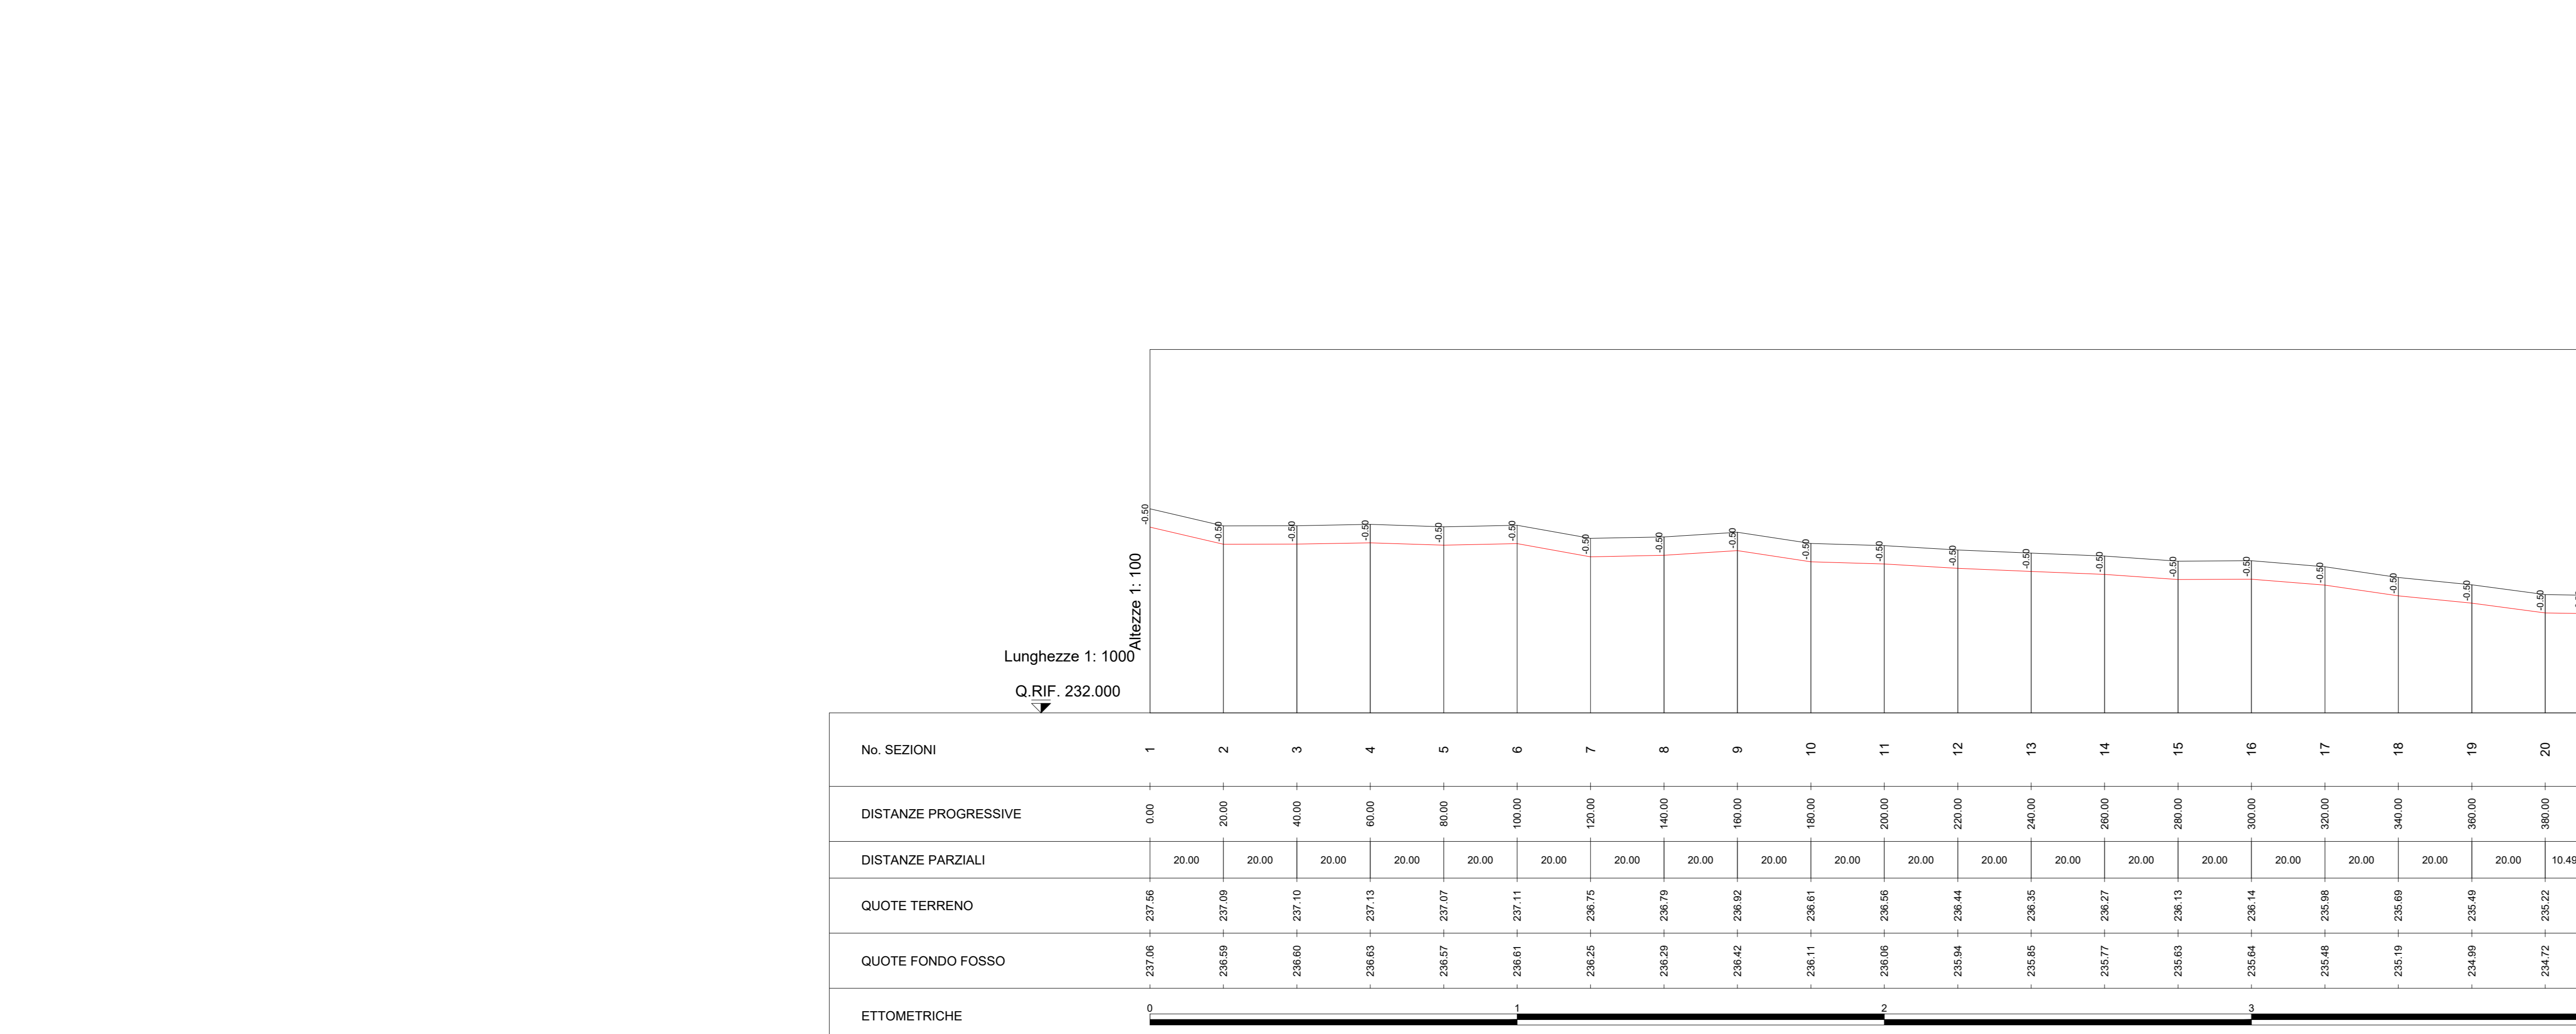 -0.50 -0.50 -0.50 -0.50 -0.50 -0.50 -0.50 -0.50 -0.50 -0.50 -0.50 -0.50 -0.50 -0.50 -0.50 -0.50 -0.50 -0.50 -0.50 -0.50
Altezze 1: 100
Lunghezze 1: 1000
Q.RIF. 232.000
No. SEZIONI 1 2 3 4 5 6 7 8 9 10 11 12 13 14 15 16 17 18 19 20
DISTANZE PROGRESSIVE 0.00 20.00 40.00 60.00 80.00 100.00 120.00 140.00 160.00 180.00 200.00 220.00 240.00 260.00 280.00 300.00 320.00 340.00 360.00 380.00
DISTANZE PARZIALI 20.00 20.00 20.00 20.00 20.00 20.00 20.00 20.00 20.00 20.00 20.00 20.00 20.00 20.00 20.00 20.00 20.00 20.00 20.00 10.49
QUOTE TERRENO 237.56 237.09 237.10 237.13 237.07 237.11 236.75 236.79 236.92 236.61 236.56 236.44 236.35 236.27 236.13 236.14 235.98 235.69 235.49 235.22
QUOTE FONDO FOSSO 237.06 236.59 236.60 236.63 236.57 236.61 236.25 236.29 236.42 236.11 236.06 235.94 235.85 235.77 235.63 235.64 235.48 235.19 234.99 234.72
ETTOMETRICHE 0 1 2 3